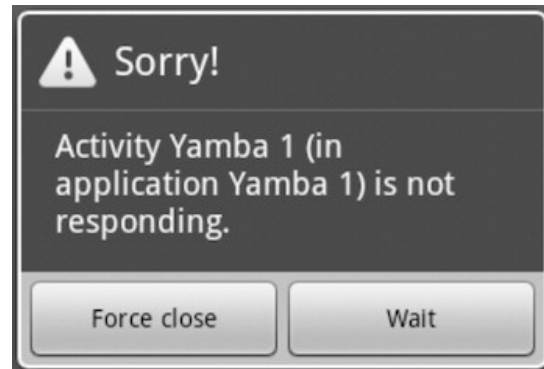 Sorry!
Activity Yamba 1 (in
application Yamba 1) is not
responding.
Force close
Wait